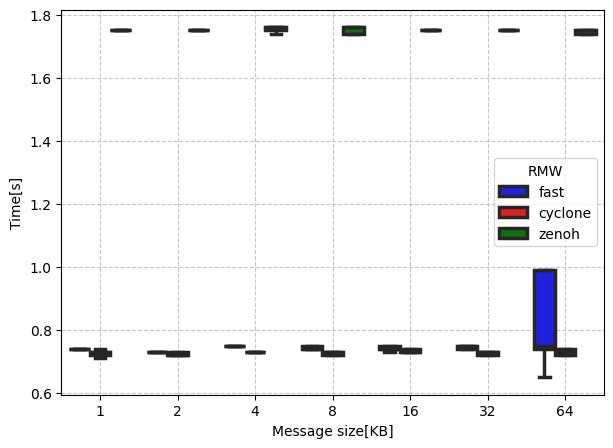 1.8
1.6
1.4
1.2
1.0
0.8
0.6
Time[s]
RMW
fast
cyclone
zenoh
1 2 4 8 16 32 64
Message size[KB]